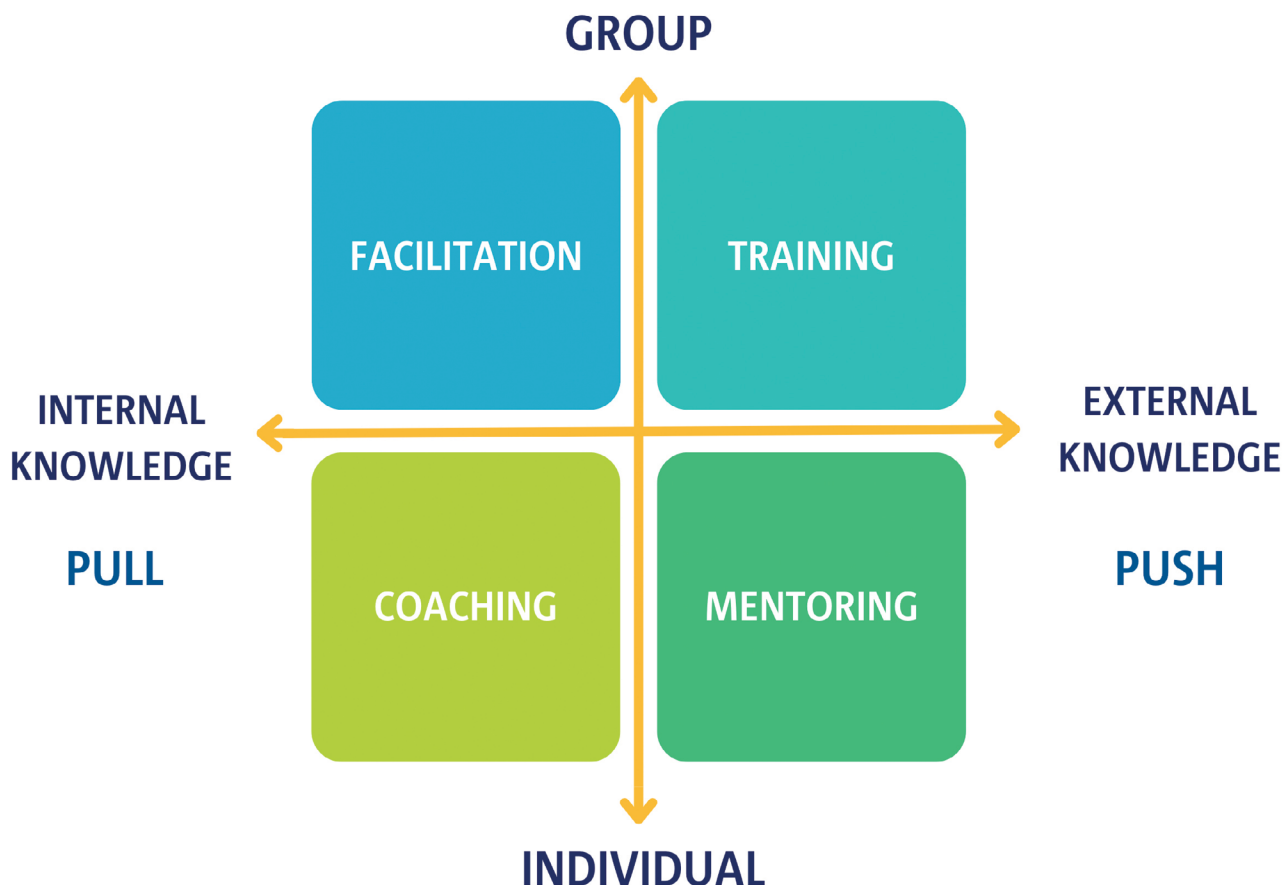 GROUP
FACILITATION
TRAINING
INTERNAL
KNOWLEDGE
EXTERNAL
KNOWLEDGE
PULL
PUSH
COACHING
MENTORING
INDIVIDUAL